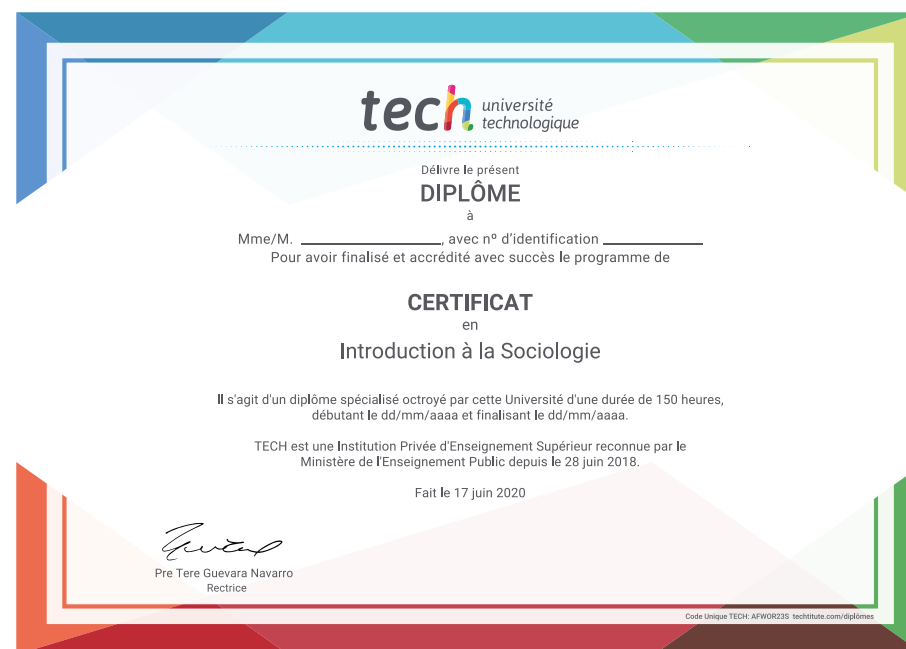 tech université
technologique
Délivre le présent
DIPLÔME
à
Mme/M. ____________________, avec nº d'identification ______________
Pour avoir finalisé et accrédité avec succès le programme de
CERTIFICAT
en
Introduction à la Sociologie
Il s'agit d'un diplôme spécialisé octroyé par cette Université d'une durée de 150 heures,
débutant le dd/mm/aaaa et finalisant le dd/mm/aaaa.
TECH est une Institution Privée d'Enseignement Supérieur reconnue par le
Ministère de l'Enseignement Public depuis le 28 juin 2018.
Fait le 17 juin 2020
Pre Tere Guevara Navarro
Rectrice
Code Unique TECH: AFWOR23S techtitute.com/diplômes